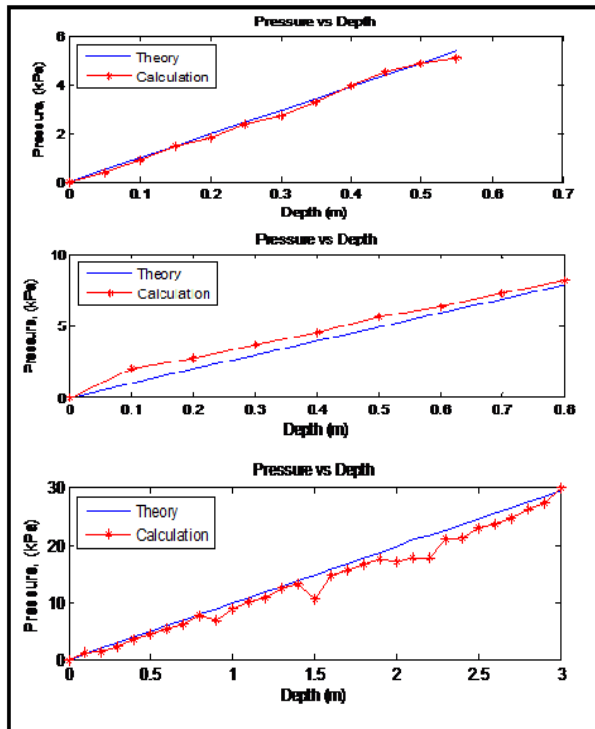 Pressure vs Depth
Theory
Calculation
Pressure, (kPa)
6
4
2
0
0 0.1 0.2 0.3 0.4 0.5 0.6 0.7
Depth (m)
Pressure vs Depth
Theory
Calculation
Pressure, (kPa)
10
5
0
0 0.1 0.2 0.3 0.4 0.5 0.6 0.7 0.8
Depth (m)
Pressure vs Depth
Theory
Calculation
Pressure, (kPa)
30
20
10
0
0 0.5 1 1.5 2 2.5 3
Depth (m)